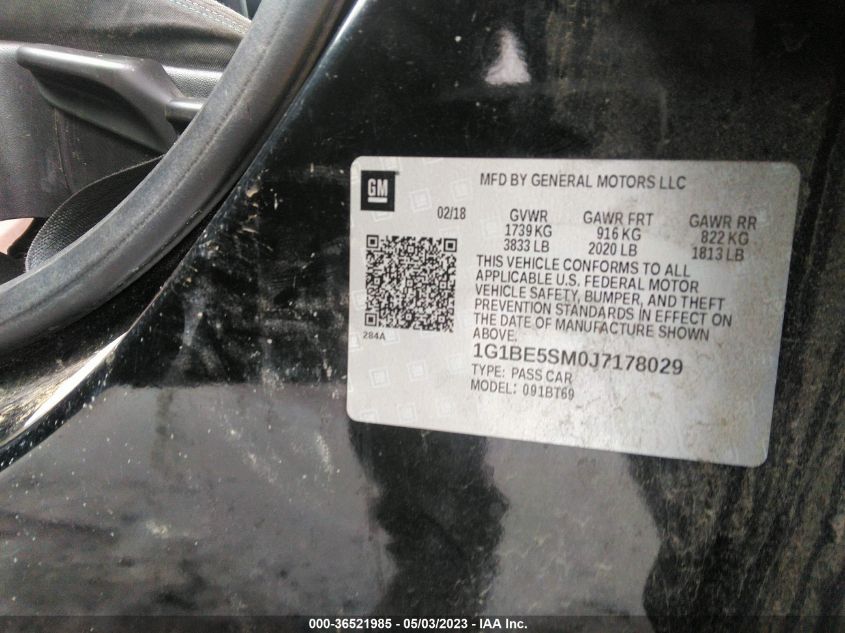 GM
MFD BY GENERAL MOTORS LLC
02/18 GVWR GAWR FRT GAWR RR
1739 KG 916 KG 822 KG
3833 LB 2020 LB 1813 LB
THIS VEHICLE CONFORMS TO ALL
APPLICABLE U.S. FEDERAL MOTOR
VEHICLE SAFETY, BUMPER, AND THEFT
PREVENTION STANDARDS IN EFFECT ON
THE DATE OF MANUFACTURE SHOWN
ABOVE.
284A
1G1BE5SM0J7178029
TYPE: PASS CAR
MODEL: 091BT69
000-36521985 - 05/03/2023 - IAA Inc.